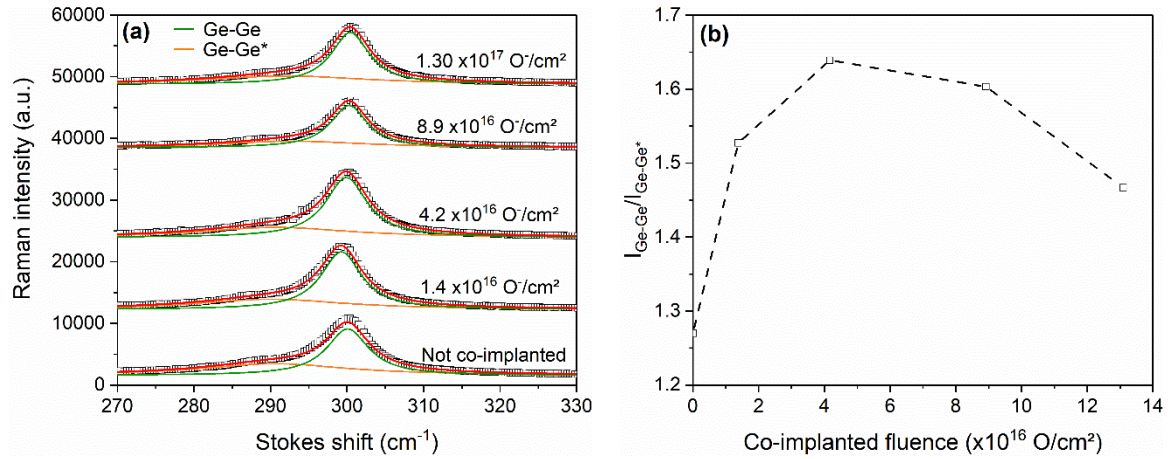 (a)
Ge-Ge
Ge-Ge*
1.30 x10¹⁷ O⁻/cm²
8.9 x10¹⁶ O⁻/cm²
4.2 x10¹⁶ O⁻/cm²
1.4 x10¹⁶ O⁻/cm²
Not co-implanted
60000
50000
40000
30000
20000
10000
0
270 280 290 300 310 320 330
Raman intensity (a.u.)
Stokes shift (cm⁻¹)
(b)
1.7
1.6
1.5
1.4
1.3
1.2
0 2 4 6 8 10 12 14
I_Ge-Ge/I_Ge-Ge*
Co-implanted fluence (x10¹⁶ O/cm²)